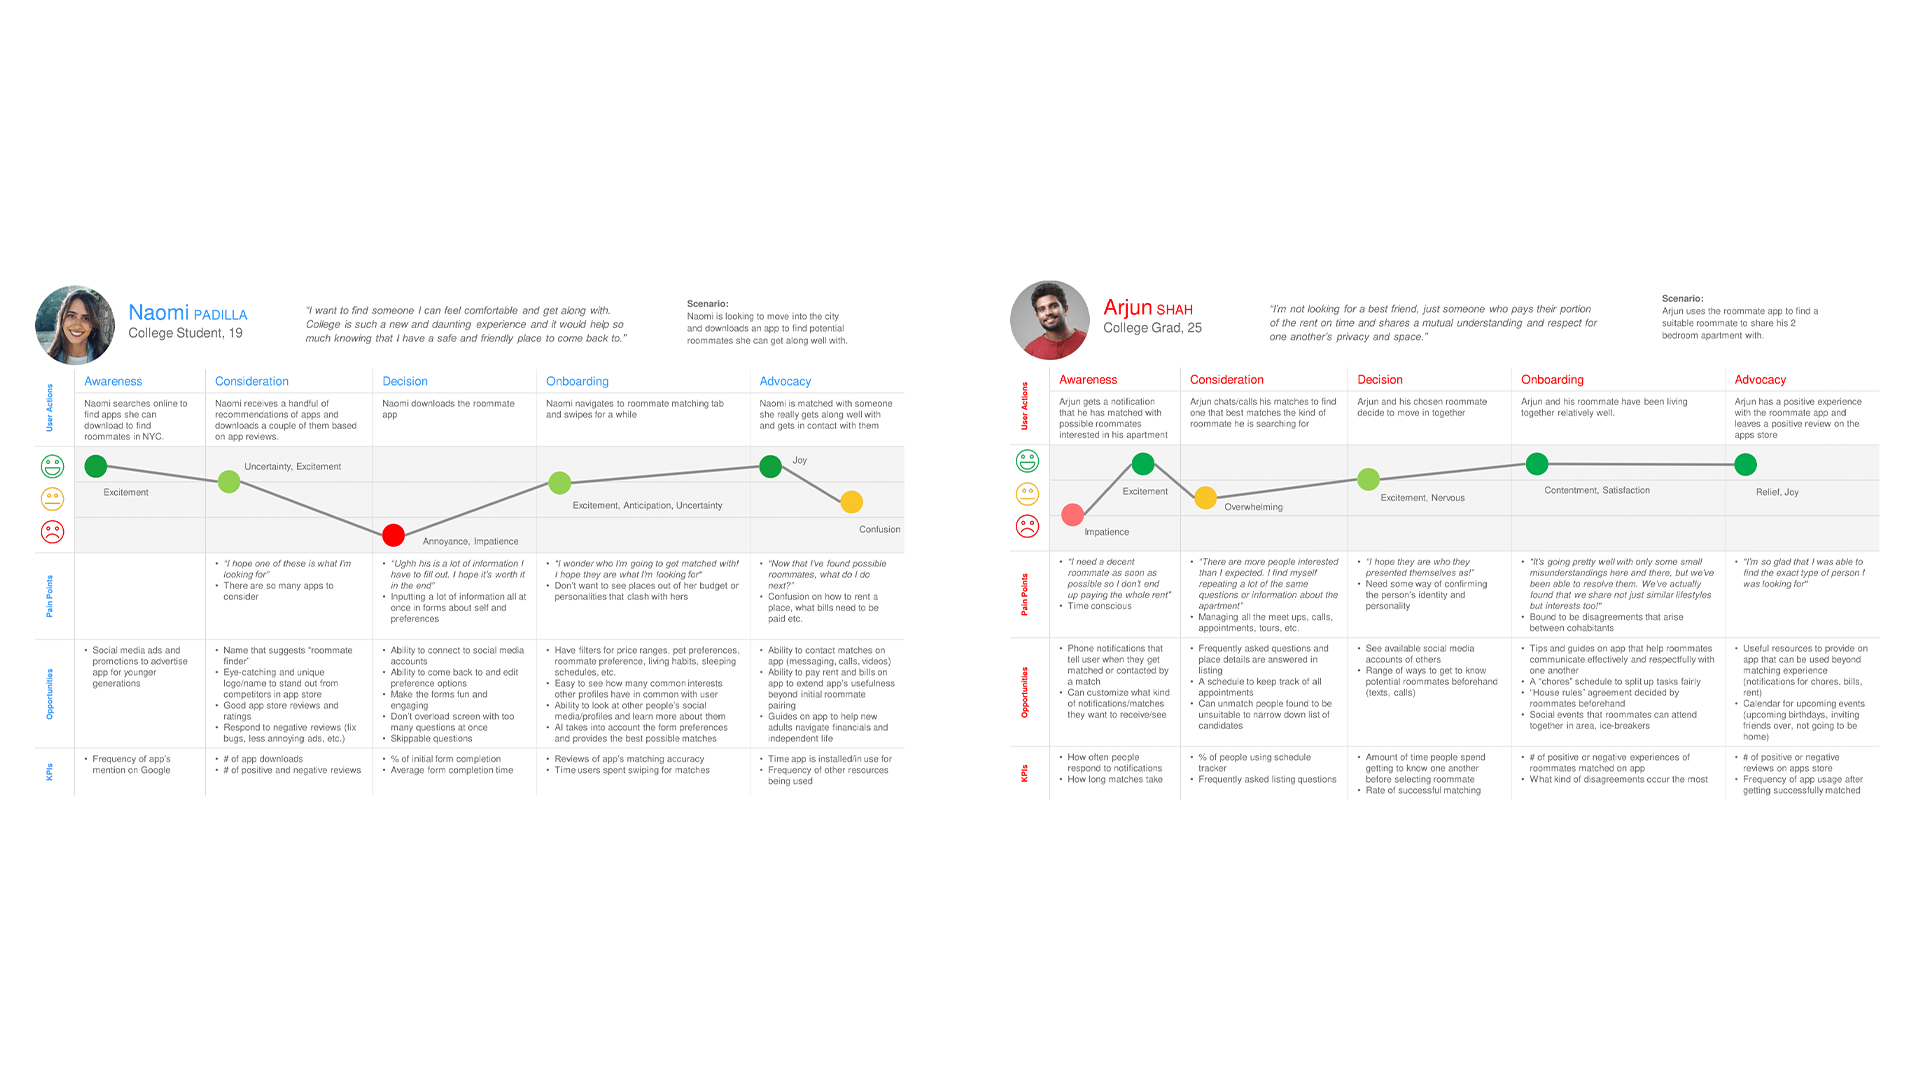 Naomi PADILLA
College Student, 19
“I want to find someone I can feel comfortable and get along with.
College is such a new and daunting experience and it would help so
much knowing that I have a safe and friendly place to come back to.”
Scenario:
Naomi is looking to move into the city
and downloads an app to find potential
roommates she can get along well with.
User Actions
Awareness
Naomi searches online to
find apps she can
download to find
roommates in NYC.
Consideration
Naomi receives a handful of
recommendations of apps and
downloads a couple of them based
on app reviews.
Decision
Naomi downloads the roommate
app
Onboarding
Naomi navigates to roommate matching tab
and swipes for a while
Advocacy
Naomi is matched with someone
she really gets along well with
and gets in contact with them
Excitement
Uncertainty, Excitement
Annoyance, Impatience
Excitement, Anticipation, Uncertainty
Joy
Confusion
Pain Points
• “I hope one of these is what I'm
looking for”
• There are so many apps to
consider
• “Ughh his is a lot of information I
have to fill out. I hope it's worth it
in the end”
• Inputting a lot of information all at
once in forms about self and
preferences
• “I wonder who I'm going to get matched with!
I hope they are what I'm looking for”
• Don't want to see places out of her budget or
personalities that clash with hers
• “Now that I've found possible
roommates, what do I do
next?”
• Confusion on how to rent a
place, what bills need to be
paid etc.
Opportunities
• Social media ads and
promotions to advertise
app for younger
generations
• Name that suggests “roommate
finder”
• Eye-catching and unique
logo/name to stand out from
competitors in app store
• Good app store reviews and
ratings
• Respond to negative reviews (fix
bugs, less annoying ads, etc.)
• Ability to connect to social media
accounts
• Ability to come back to and edit
preference options
• Make the forms fun and
engaging
• Don't overload screen with too
many questions at once
• Skippable questions
• Have filters for price ranges, pet preferences,
roommate preference, living habits, sleeping
schedules, etc.
• Easy to see how many common interests
other profiles have in common with user
• Ability to look at other people's social
media/profiles and learn more about them
• AI takes into account the form preferences
and provides the best possible matches
• Ability to contact matches on
app (messaging, calls, videos)
• Ability to pay rent and bills on
app to extend app's usefulness
beyond initial roommate
pairing
• Guides on app to help new
adults navigate financials and
independent life
KPIs
• Frequency of app's
mention on Google
• # of app downloads
• # of positive and negative reviews
• % of initial form completion
• Average form completion time
• Reviews of app's matching accuracy
• Time users spent swiping for matches
• Time app is installed/in use for
• Frequency of other resources
being used
Arjun SHAH
College Grad, 25
“I'm not looking for a best friend, just someone who pays their portion
of the rent on time and shares a mutual understanding and respect for
one another's privacy and space.”
Scenario:
Arjun uses the roommate app to find a
suitable roommate to share his 2
bedroom apartment with.
User Actions
Awareness
Arjun gets a notification
that he has matched with
possible roommates
interested in his apartment
Consideration
Arjun chats/calls his matches to find
one that best matches the kind of
roommate he is searching for
Decision
Arjun and his chosen roommate
decide to move in together
Onboarding
Arjun and his roommate have been living
together relatively well.
Advocacy
Arjun has a positive experience
with the roommate app and
leaves a positive review on the
apps store
Impatience
Excitement
Overwhelming
Excitement, Nervous
Contentment, Satisfaction
Relief, Joy
Pain Points
• “I need a decent
roommate as soon as
possible so I don't end
up paying the whole rent”
• Time conscious
• “There are more people interested
than I expected. I find myself
repeating a lot of the same
questions or information about the
apartment”
• Managing all the meet ups, calls,
appointments, tours, etc.
• “I hope they are who they
presented themselves as!”
• Need some way of confirming
the person's identity and
personality
• “It's going pretty well with only some small
misunderstandings here and there, but we've
been able to resolve them. We've actually
found that we share not just similar lifestyles
but interests too!”
• Bound to be disagreements that arise
between cohabitants
• “I'm so glad that I was able to
find the exact type of person I
was looking for”
Opportunities
• Phone notifications that
tell user when they get
matched or contacted by
a match
• Can customize what kind
of notifications/matches
they want to receive/see
• Frequently asked questions and
place details are answered in
listing
• A schedule to keep track of all
appointments
• Can unmatch people found to be
unsuitable to narrow down list of
candidates
• See available social media
accounts of others
• Range of ways to get to know
potential roommates beforehand
(texts, calls)
• Tips and guides on app that help roommates
communicate effectively and respectfully with
one another
• A “chores” schedule to split up tasks fairly
• “House rules” agreement decided by
roommates beforehand
• Social events that roommates can attend
together in area, ice-breakers
• Useful resources to provide on
app that can be used beyond
matching experience
(notifications for chores, bills,
rent)
• Calendar for upcoming events
(upcoming birthdays, inviting
friends over, not going to be
home)
KPIs
• How often people
respond to notifications
• How long matches take
• % of people using schedule
tracker
• Frequently asked listing questions
• Amount of time people spend
getting to know one another
before selecting roommate
• Rate of successful matching
• # of positive or negative experiences of
roommates matched on app
• What kind of disagreements occur the most
• # of positive or negative
reviews on apps store
• Frequency of app usage after
getting successfully matched